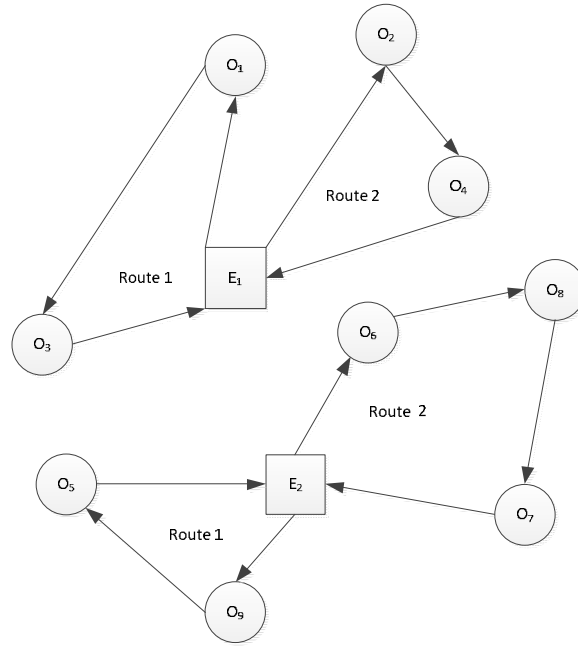 O₂
O₁
O₄
Route 2
Route 1
E₁
O₈
O₆
O₃
Route 2
O₅
E₂
O₇
Route 1
O₉